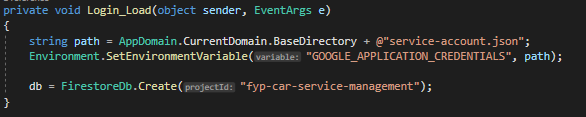 private void Login_Load(object sender, EventArgs e)
{
string path = AppDomain.CurrentDomain.BaseDirectory + @"service-account.json";
Environment.SetEnvironmentVariable(variable: "GOOGLE_APPLICATION_CREDENTIALS", path);
db = FirestoreDb.Create(projectId: "fyp-car-service-management");
}